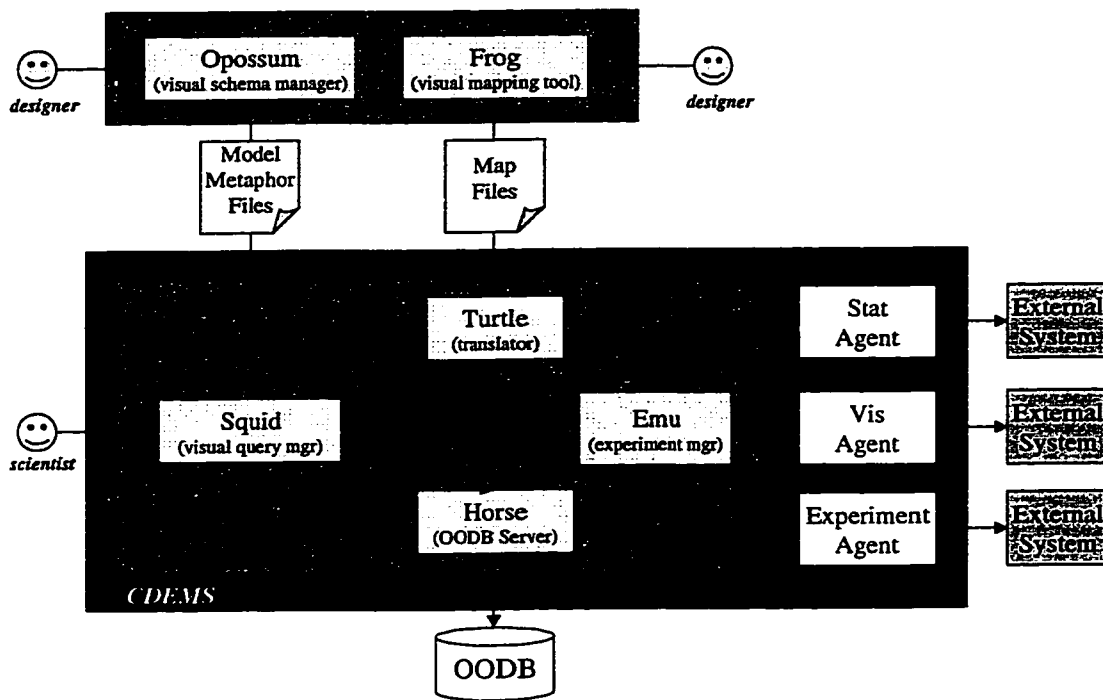 Opossum
(visual schema manager)
Frog
(visual mapping tool)
designer
designer
Model
Metaphor
Files
Map
Files
Turtle
(translator)
Stat
Agent
External
System
Squid
(visual query mgr)
Emu
(experiment mgr)
Vis
Agent
External
System
scientist
Horse
(OODB Server)
Experiment
Agent
External
System
CDEMS
OODB